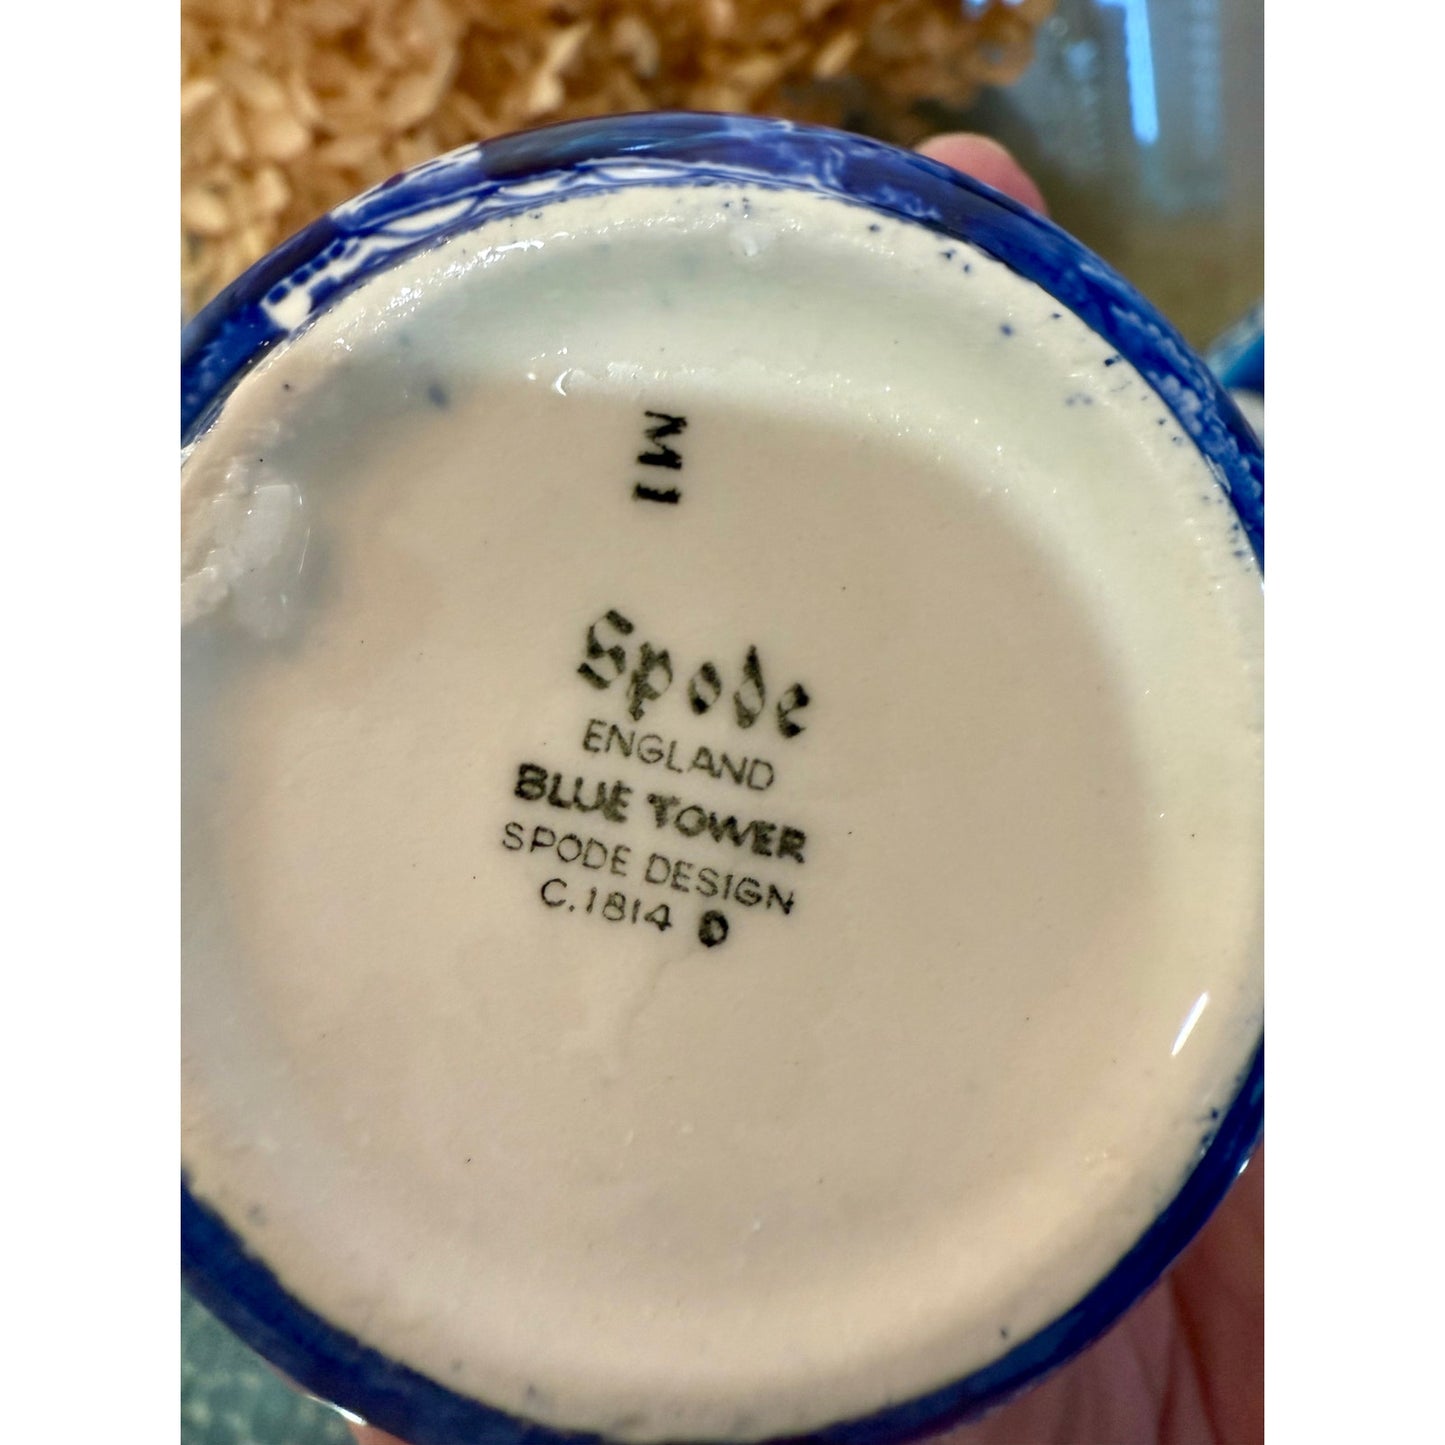 M1
Spode
ENGLAND
BLUE TOWER
SPODE DESIGN
C.1814 D